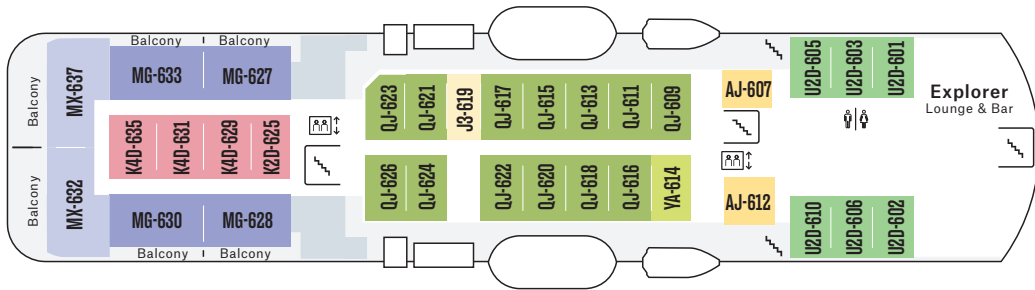 Balcony Balcony
MG-633 MG-627
Balcony
MX-637
K4D-635 K4D-631 K4D-629 K2D-625
QJ-623 QJ-621 J3-619 QJ-617 QJ-615 QJ-613 QJ-611 QJ-609
AJ-607
U2D-605 U2D-603 U2D-601
Explorer
Lounge & Bar
Balcony
MX-632
MG-630 MG-628
Balcony Balcony
QJ-626 QJ-624 QJ-622 QJ-620 QJ-618 QJ-616 YA-614
AJ-612
U2D-610 U2D-606 U2D-602